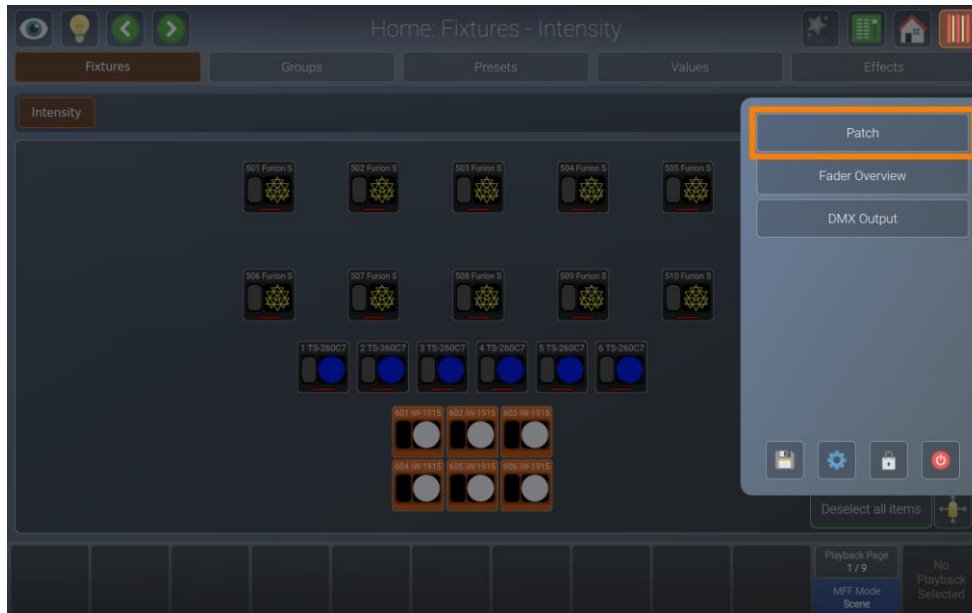 Home: Fixtures - Intensity
Fixtures
Groups
Presets
Values
Effects
Intensity
501 Furion S
502 Furion S
503 Furion S
504 Furion S
505 Furion S
506 Furion S
507 Furion S
508 Furion S
509 Furion S
510 Furion S
1 TS-260C7
2 TS-260C7
3 TS-260C7
4 TS-260C7
5 TS-260C7
6 TS-260C7
601 iW-1915
602 iW-1915
603 iW-1915
604 iW-1915
605 iW-1915
606 iW-1915
Patch
Fader Overview
DMX Output
Deselect all items
Playback Page
1 / 9
MFF Mode
Scene
No
Playback
Selected